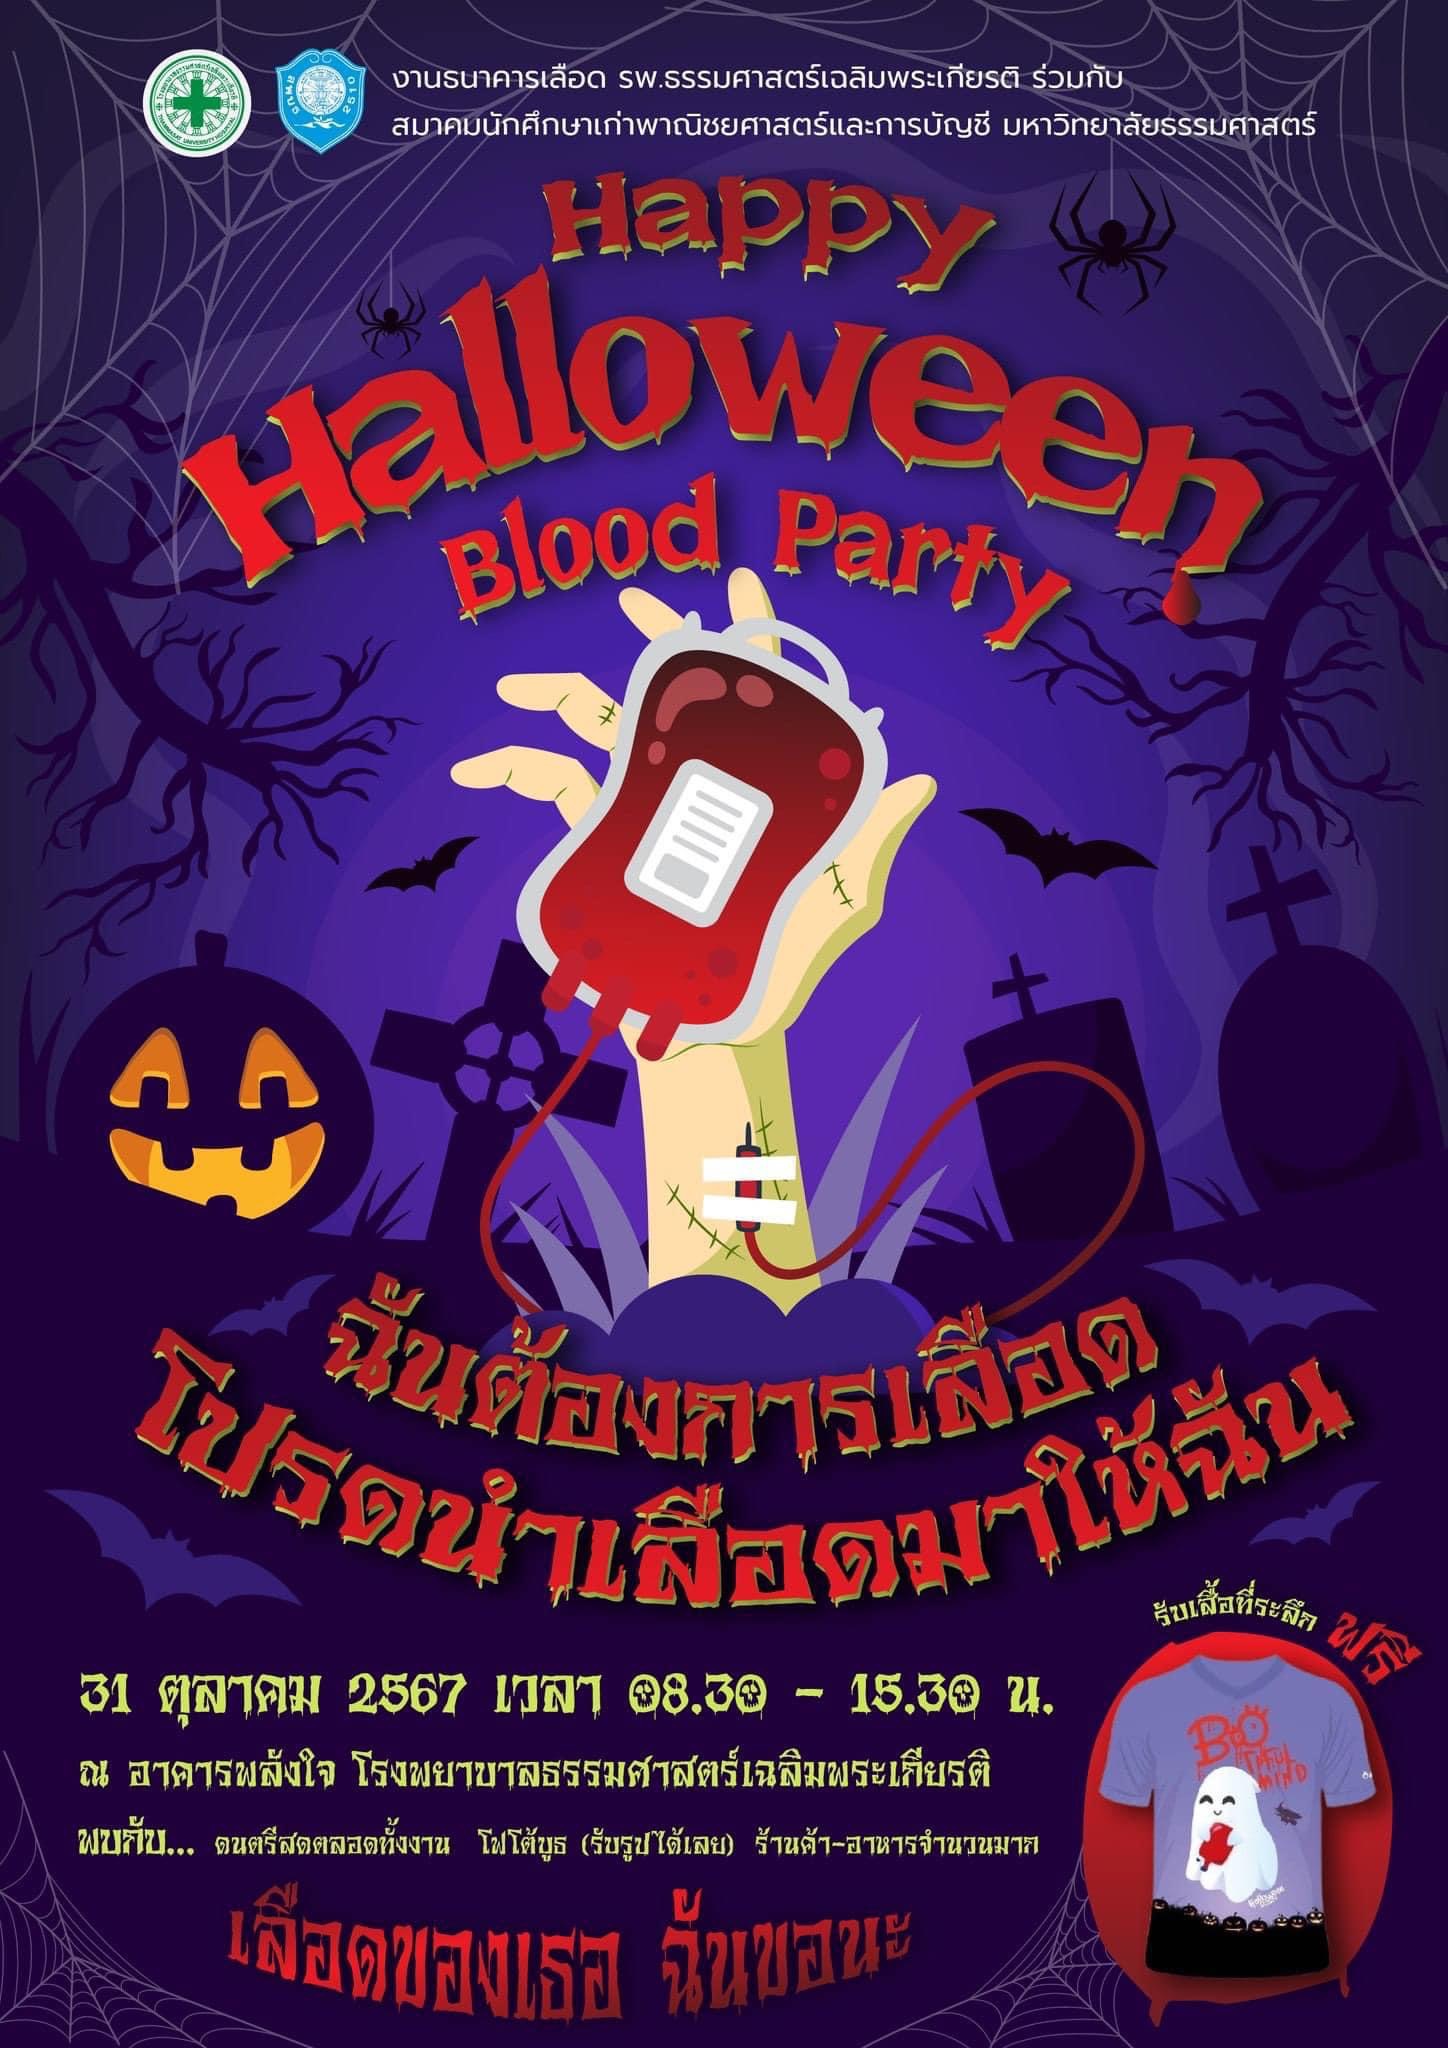 งานธนาคารเลือด รพ.ธรรมศาสตร์เฉลิมพระเกียรติ ร่วมกับ
สมาคมนักศึกษาเก่าพาณิชยศาสตร์และการบัญชี มหาวิทยาลัยธรรมศาสตร์
Happy
Halloween
Blood Party
ฉันต้องการเลือด
โปรดนำเลือดมาให้ฉัน
รับเสื้อที่ระลึก ฟรี
31 ตุลาคม 2567 เวลา 08.30 - 15.30 น.
ณ อาคารพลังใจ โรงพยาบาลธรรมศาสตร์เฉลิมพระเกียรติ
พบกับ... ดนตรีสดตลอดทั้งงาน โฟโต้บูธ (รับรูปได้เลย) ร้านค้า-อาหารจำนวนมาก
เลือดของเธอ ฉันขอนะ